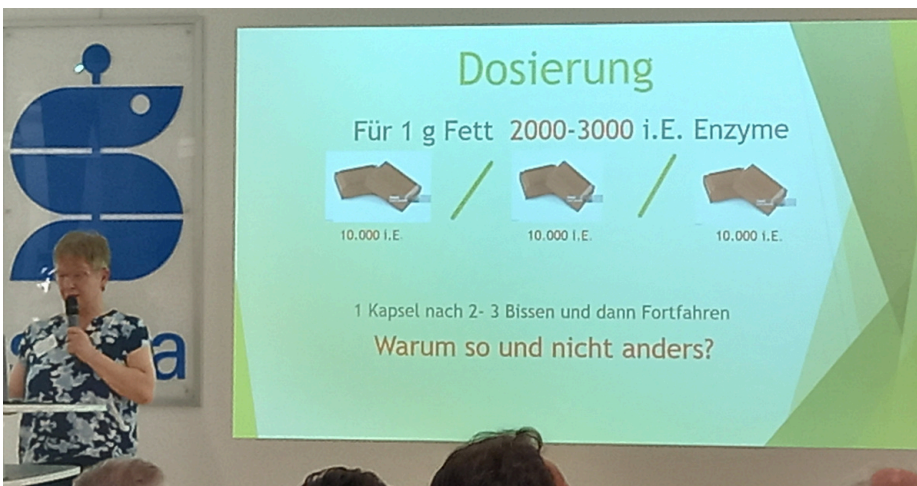 Dosierung
Für 1 g Fett 2000-3000 i.E. Enzyme
10.000 i.E. 10.000 I.E. 10.000 i.E.
1 Kapsel nach 2- 3 Bissen und dann Fortfahren
Warum so und nicht anders?